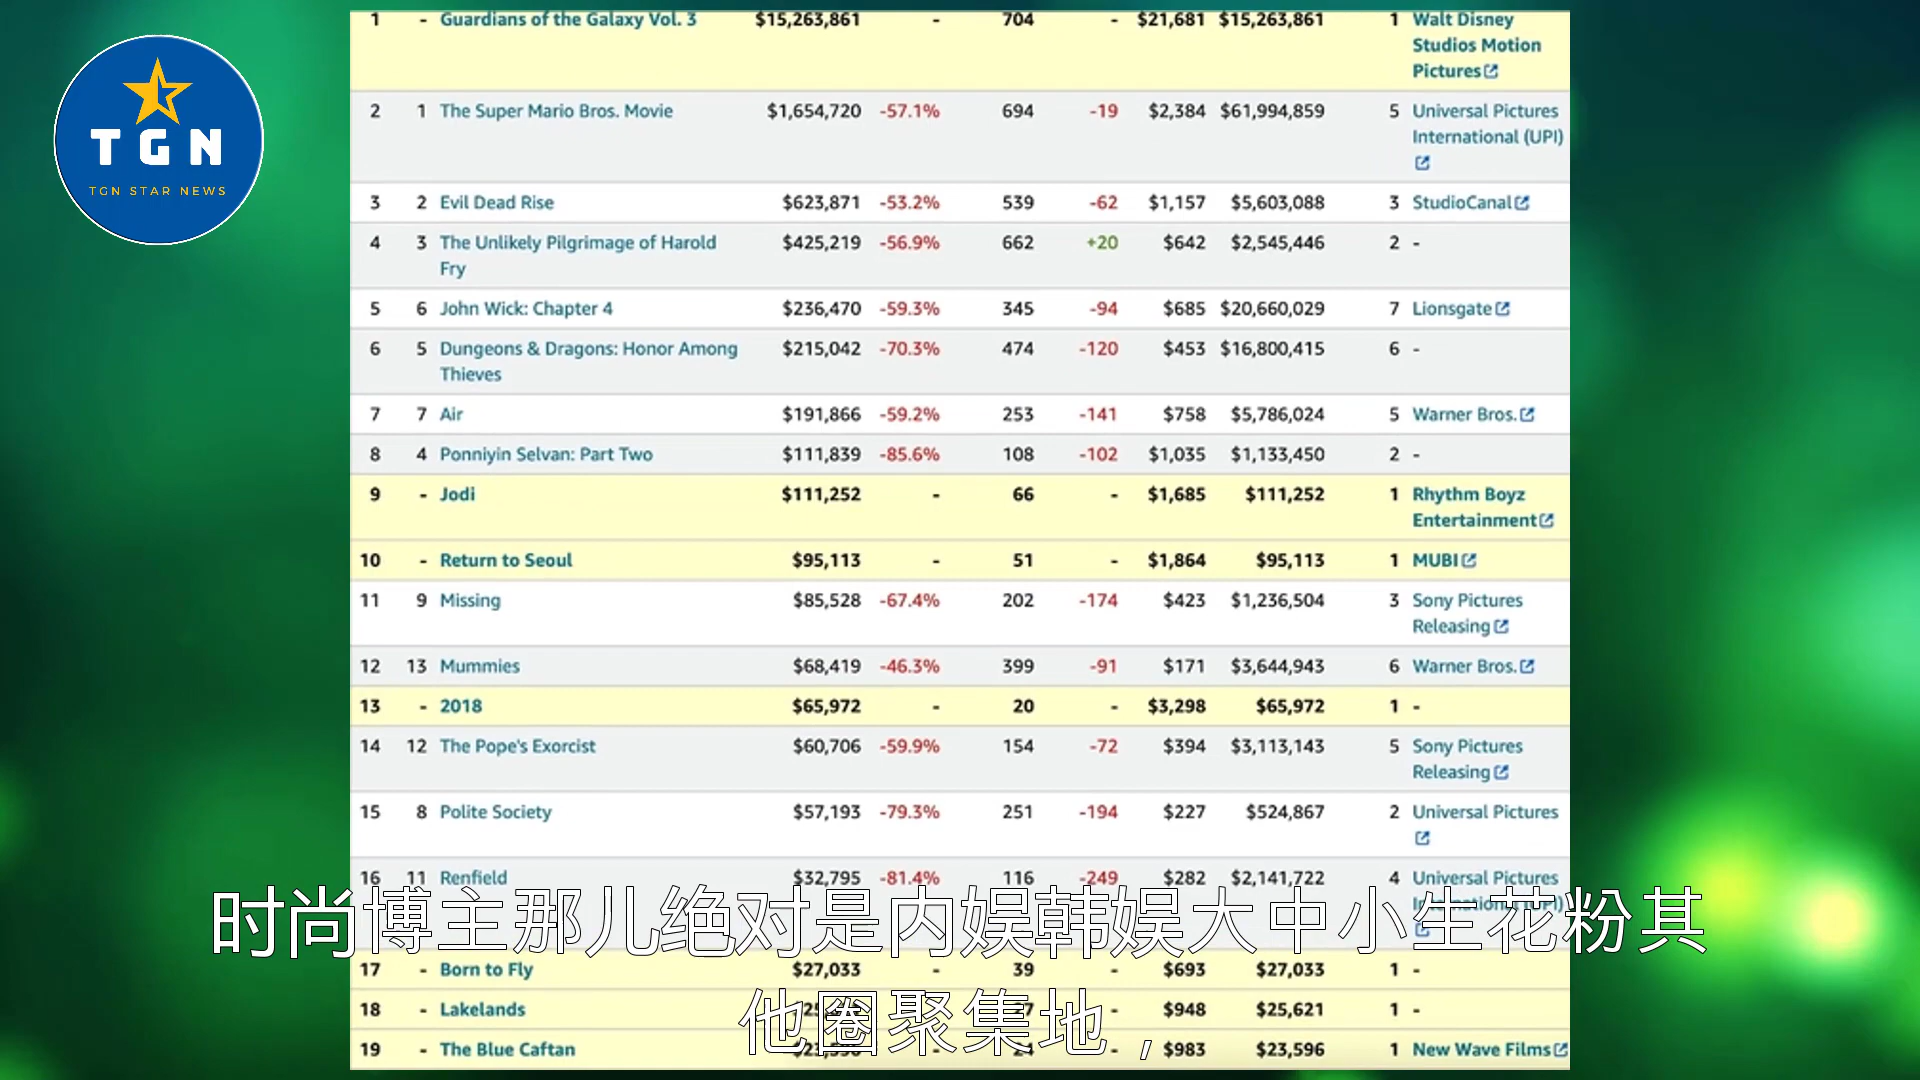 1 - Guardians of the Galaxy Vol. 3 $15,263,861 - 704 - $21,681 $15,263,861 1 Walt Disney
Studios Motion
Pictures
TGN
TGN STAR NEWS
2 1 The Super Mario Bros. Movie $1,654,720 -57.1% 694 -19 $2,384 $61,994,859 5 Universal Pictures
International (UPI)
3 2 Evil Dead Rise $623,871 -53.2% 539 -62 $1,157 $5,603,088 3 StudioCanal
4 3 The Unlikely Pilgrimage of Harold $425,219 -56.9% 662 +20 $642 $2,545,446 2 -
Fry
5 6 John Wick: Chapter 4 $236,470 -59.3% 345 -94 $685 $20,660,029 7 Lionsgate
6 5 Dungeons & Dragons: Honor Among $215,042 -70.3% 474 -120 $453 $16,800,415 6 -
Thieves
7 7 Air $191,866 -59.2% 253 -141 $758 $5,786,024 5 Warner Bros.
8 4 Ponniyin Selvan: Part Two $111,839 -85.6% 108 -102 $1,035 $1,133,450 2 -
9 - Jodi $111,252 - 66 - $1,685 $111,252 1 Rhythm Boyz
Entertainment
10 - Return to Seoul $95,113 - 51 - $1,864 $95,113 1 MUBI
11 9 Missing $85,528 -67.4% 202 -174 $423 $1,236,504 3 Sony Pictures
Releasing
12 13 Mummies $68,419 -46.3% 399 -91 $171 $3,644,943 6 Warner Bros.
13 - 2018 $65,972 - 20 - $3,298 $65,972 1 -
14 12 The Pope's Exorcist $60,706 -59.9% 154 -72 $394 $3,113,143 5 Sony Pictures
Releasing
15 8 Polite Society $57,193 -79.3% 251 -194 $227 $524,867 2 Universal Pictures
16 11 Renfield $32,795 -81.4% 116 -249 $282 $2,141,722 4 Universal Pictures
International (UPI)
时尚博主那儿绝对是内娱韩娱大中小生花粉其
17 - Born to Fly $27,033 - 39 - $693 $27,033 1 -
18 - Lakelands - $948 $25,621 1 -
他圈聚集地，
19 - The Blue Caftan $23,596 - 24 - $983 $23,596 1 New Wave Films